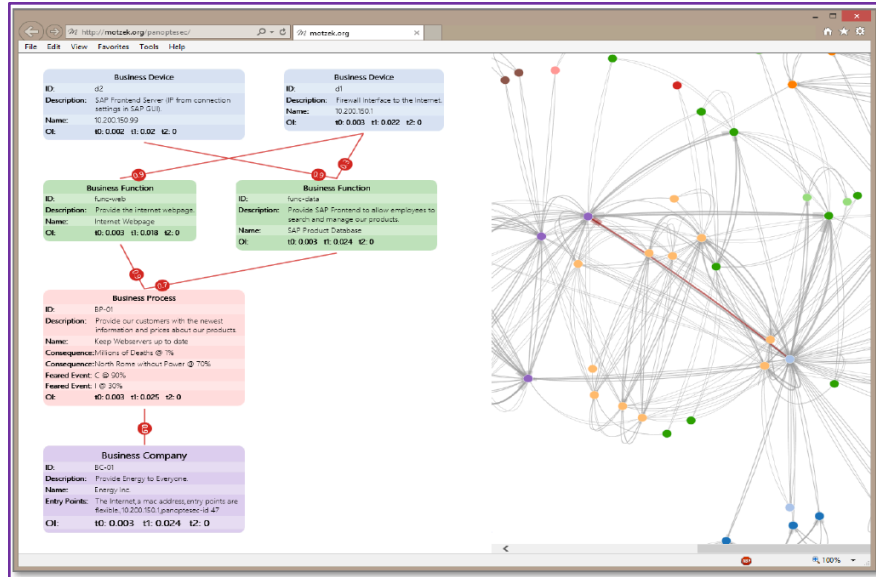 http://motzek.org/panoptesec/
motzek.org
File Edit View Favorites Tools Help
Business Device
ID: d2
Description: SAP Frontend Server (IP from connection
settings in SAP GUI).
Name: 10.200.150.99
OI: t0: 0.002 t1: 0.02 t2: 0
Business Device
ID: d1
Description: Firewall Interface to the Internet.
Name: 10.200.150.1
OI: t0: 0.003 t1: 0.022 t2: 0
0.9
Business Function
ID: func-web
Description: Provide the internet webpage.
Name: Internet Webpage
OI: t0: 0.003 t1: 0.018 t2: 0
Business Function
ID: func-data
Description: Provide SAP Frontend to allow employees to
search and manage our products.
Name: SAP Product Database
OI: t0: 0.003 t1: 0.024 t2: 0
0.7
Business Process
ID: BP-01
Description: Provide our customers with the newest
information and prices about our products
Name: Keep Webservers up to date
Consequence: Millions of Deaths @ 1%
Consequence: North Rome without Power @ 70%
Feared Event: C @ 90%
Feared Event: I @ 30%
OI: t0: 0.003 t1: 0.025 t2: 0
Business Company
ID: BC-01
Description: Provide Energy to Everyone.
Name: Energy Inc.
Entry Points: The Internet,a mac address,entry points are
flexible,10.200.150.1,panoptesec-id 47
OI: t0: 0.003 t1: 0.024 t2: 0
100%